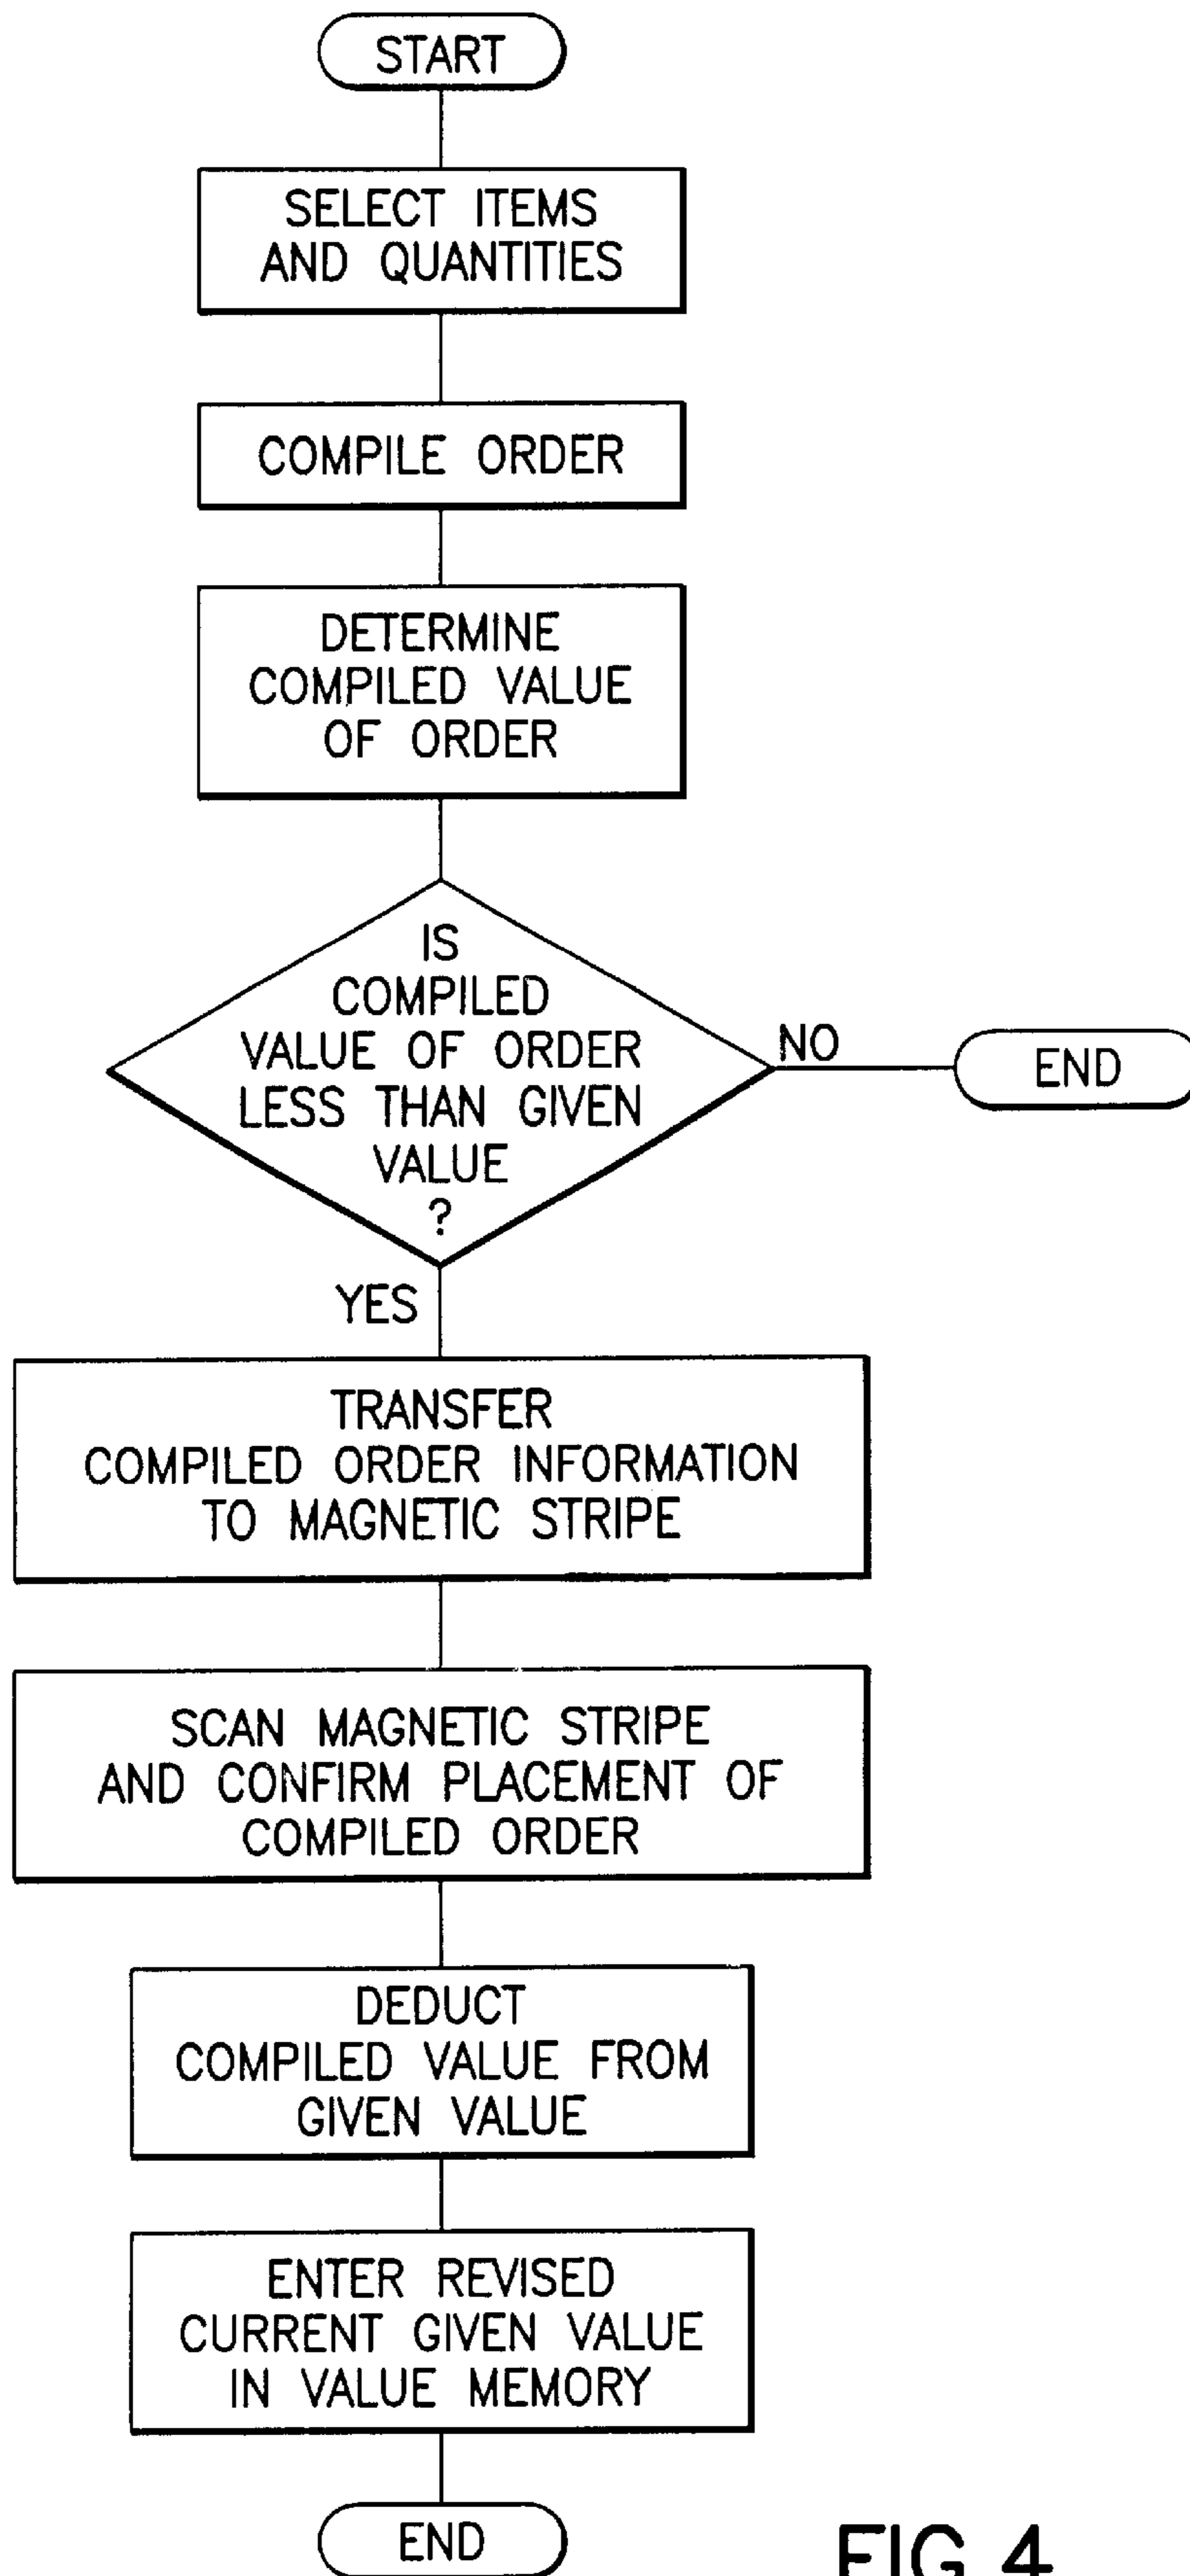 START
SELECT ITEMS
AND QUANTITIES
COMPILE ORDER
DETERMINE
COMPILED VALUE
OF ORDER
IS
COMPILED
VALUE OF ORDER
LESS THAN GIVEN
VALUE
?
NO
END
YES
TRANSFER
COMPILED ORDER INFORMATION
TO MAGNETIC STRIPE
SCAN MAGNETIC STRIPE
AND CONFIRM PLACEMENT OF
COMPILED ORDER
DEDUCT
COMPILED VALUE FROM
GIVEN VALUE
ENTER REVISED
CURRENT GIVEN VALUE
IN VALUE MEMORY
END
FIG.4